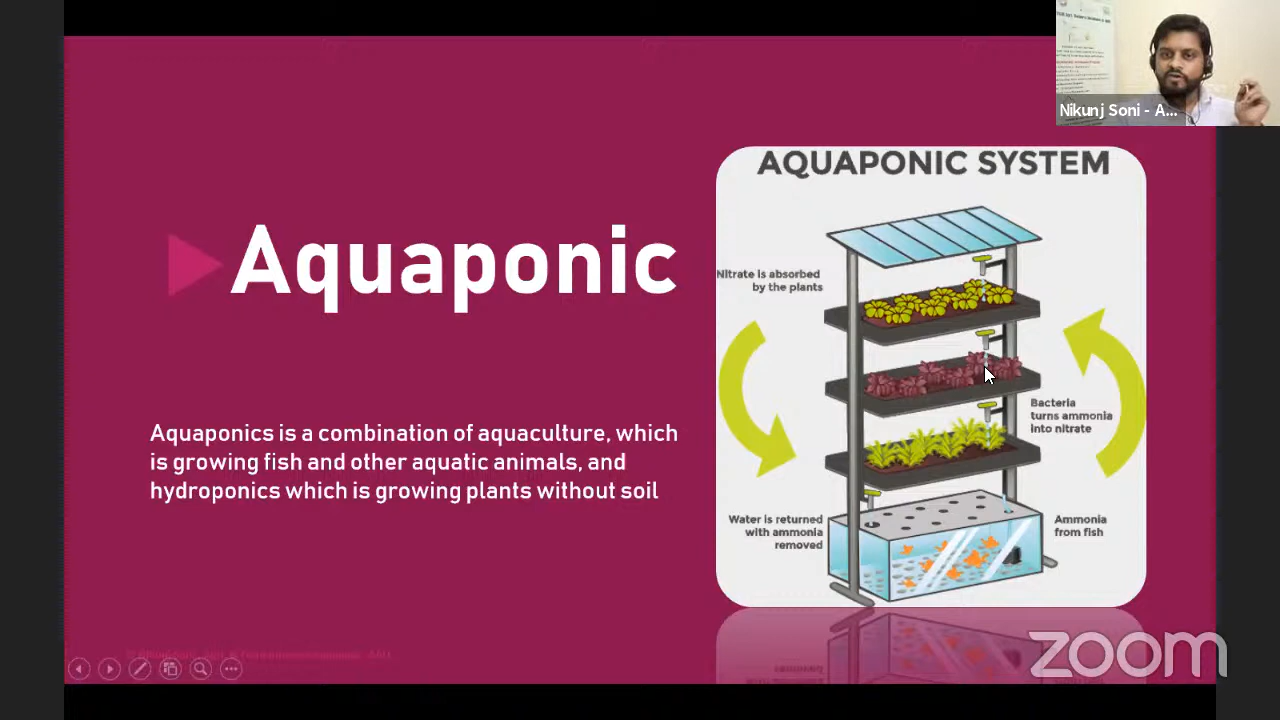 Nikunj Soni - A...
AQUAPONIC SYSTEM
Aquaponic
Nitrate is absorbed
by the plants
Aquaponics is a combination of aquaculture, which
is growing fish and other aquatic animals, and
hydroponics which is growing plants without soil
Bacteria
turns ammonia
into nitrate
Water is returned
with ammonia
removed
Ammonia
from fish
zoom